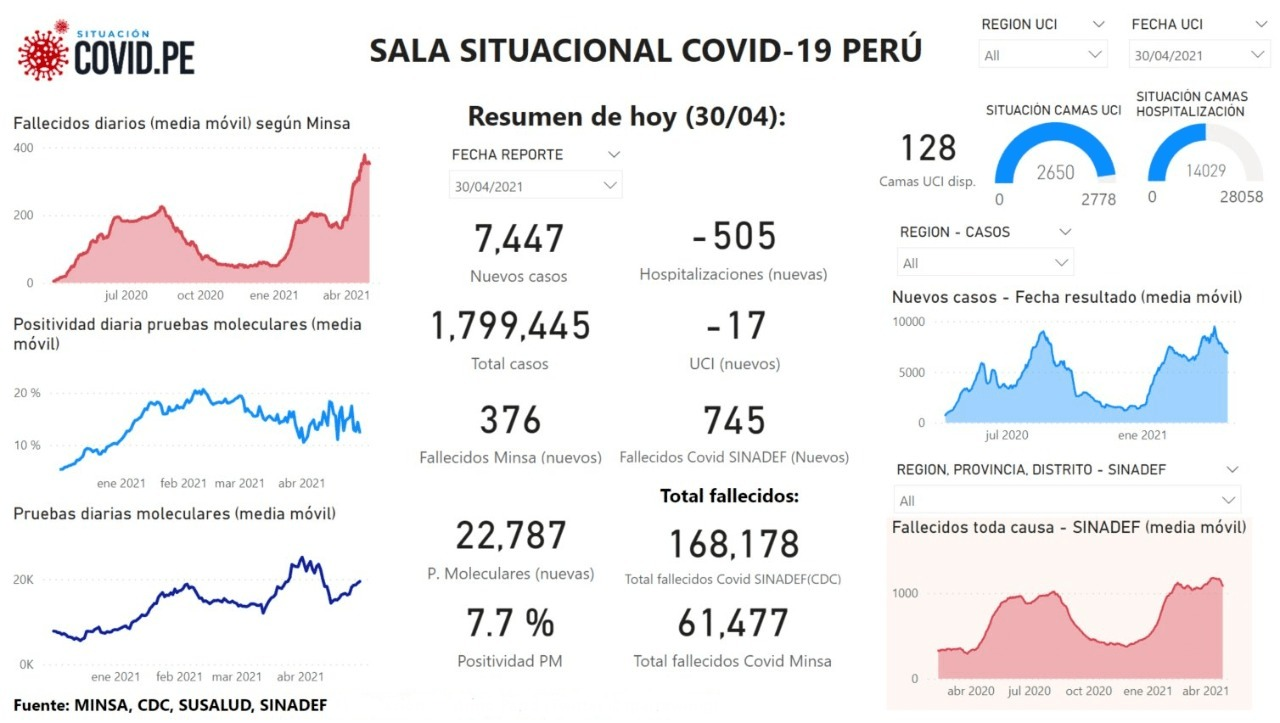 SITUACIÓN
COVID.PE
SALA SITUACIONAL COVID-19 PERÚ
REGION UCI
All
FECHA UCI
30/04/2021
Fallecidos diarios (media móvil) según Minsa
400
200
0
jul 2020 oct 2020 ene 2021 abr 2021
Positividad diaria pruebas moleculares (media
móvil)
20 %
10 %
ene 2021 feb 2021 mar 2021 abr 2021
Pruebas diarias moleculares (media móvil)
20K
0K
ene 2021 feb 2021 mar 2021 abr 2021
Fuente: MINSA, CDC, SUSALUD, SINADEF
Resumen de hoy (30/04):
FECHA REPORTE
30/04/2021
7,447
Nuevos casos
-505
Hospitalizaciones (nuevas)
1,799,445
Total casos
-17
UCI (nuevos)
376
Fallecidos Minsa (nuevos)
745
Fallecidos Covid SINADEF (Nuevos)
Total fallecidos:
22,787
P. Moleculares (nuevas)
168,178
Total fallecidos Covid SINADEF(CDC)
7.7 %
Positividad PM
61,477
Total fallecidos Covid Minsa
128
Camas UCI disp.
SITUACIÓN CAMAS UCI
2650
0 2778
SITUACIÓN CAMAS
HOSPITALIZACIÓN
14029
0 28058
REGION - CASOS
All
Nuevos casos - Fecha resultado (media móvil)
10000
5000
0
jul 2020 ene 2021
REGION, PROVINCIA, DISTRITO - SINADEF
All
Fallecidos toda causa - SINADEF (media móvil)
1000
0
abr 2020 jul 2020 oct 2020 ene 2021 abr 2021